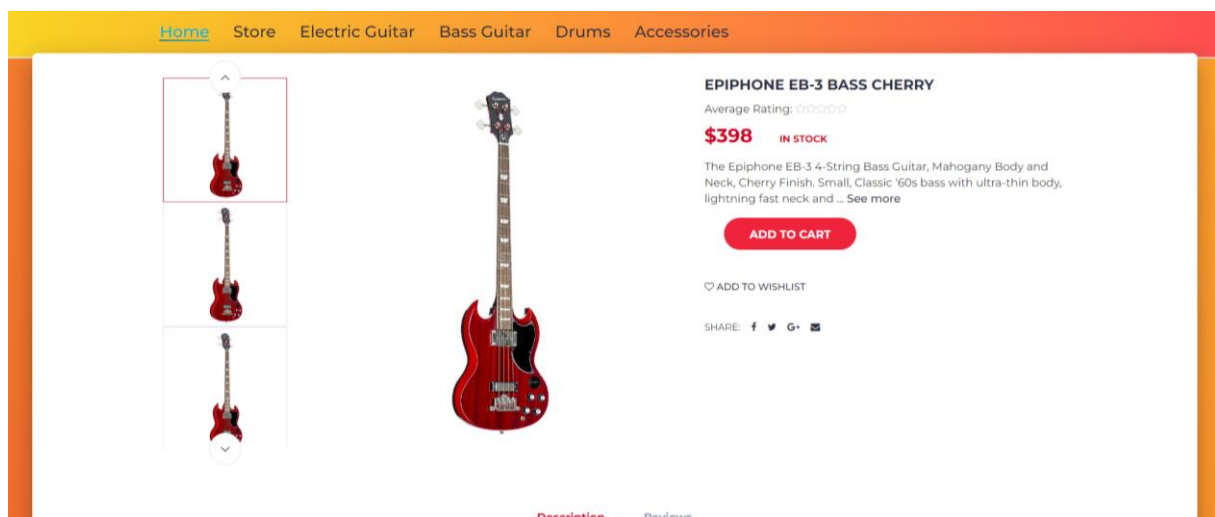 Home Store Electric Guitar Bass Guitar Drums Accessories
EPIPHONE EB-3 BASS CHERRY
Average Rating:
$398 IN STOCK
The Epiphone EB-3 4-String Bass Guitar, Mahogany Body and
Neck, Cherry Finish. Small, Classic '60s bass with ultra-thin body,
lightning fast neck and ... See more
ADD TO CART
ADD TO WISHLIST
SHARE:
Description Reviews